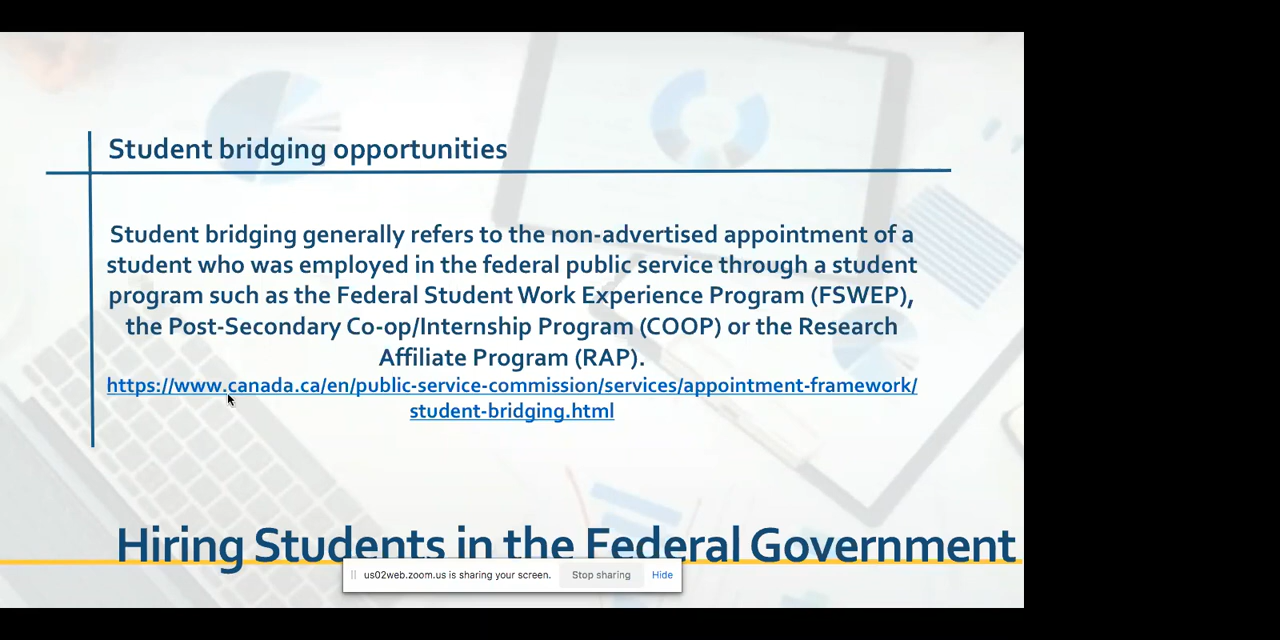 Student bridging opportunities
Student bridging generally refers to the non-advertised appointment of a
student who was employed in the federal public service through a student
program such as the Federal Student Work Experience Program (FSWEP),
the Post-Secondary Co-op/Internship Program (COOP) or the Research
Affiliate Program (RAP).
https://www.canada.ca/en/public-service-commission/services/appointment-framework/
student-bridging.html
Hiring Students in the Federal Government
us02web.zoom.us is sharing your screen. Stop sharing Hide